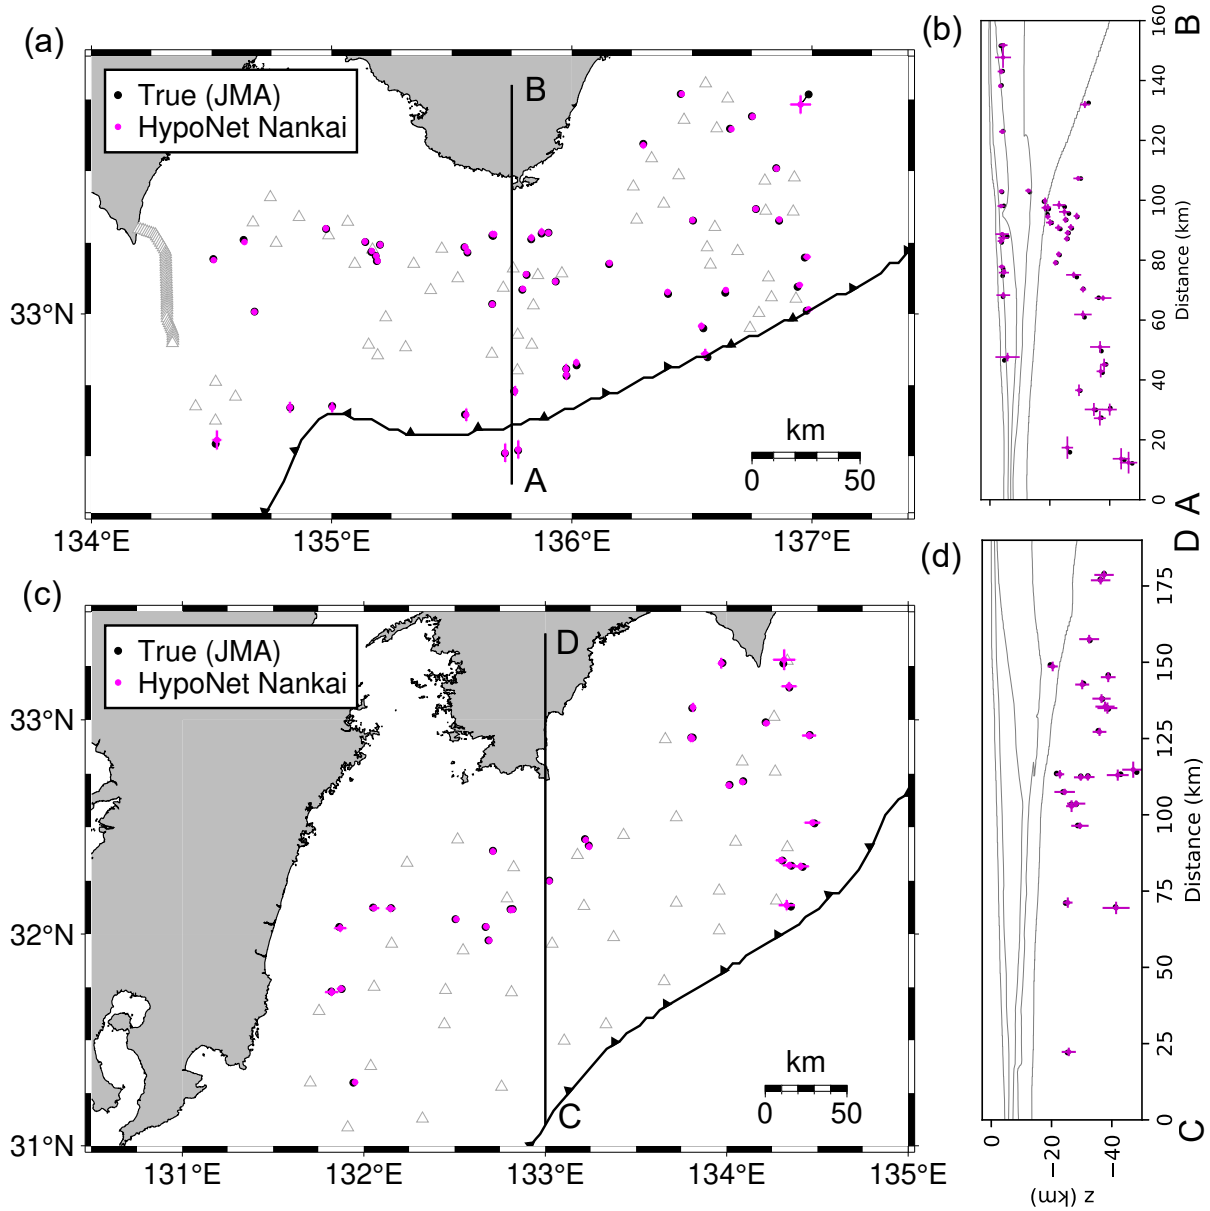 (a)
True (JMA)
HypoNet Nankai
B
A
km
0 50
33°N
134°E 135°E 136°E 137°E
(b)
A B
0 20 40 60 80 100 120 140 160
Distance (km)
(c)
True (JMA)
HypoNet Nankai
D
C
km
0 50
33°N
32°N
31°N
131°E 132°E 133°E 134°E 135°E
(d)
C D
0 25 50 75 100 125 150 175
Distance (km)
0 −20 −40
z (km)